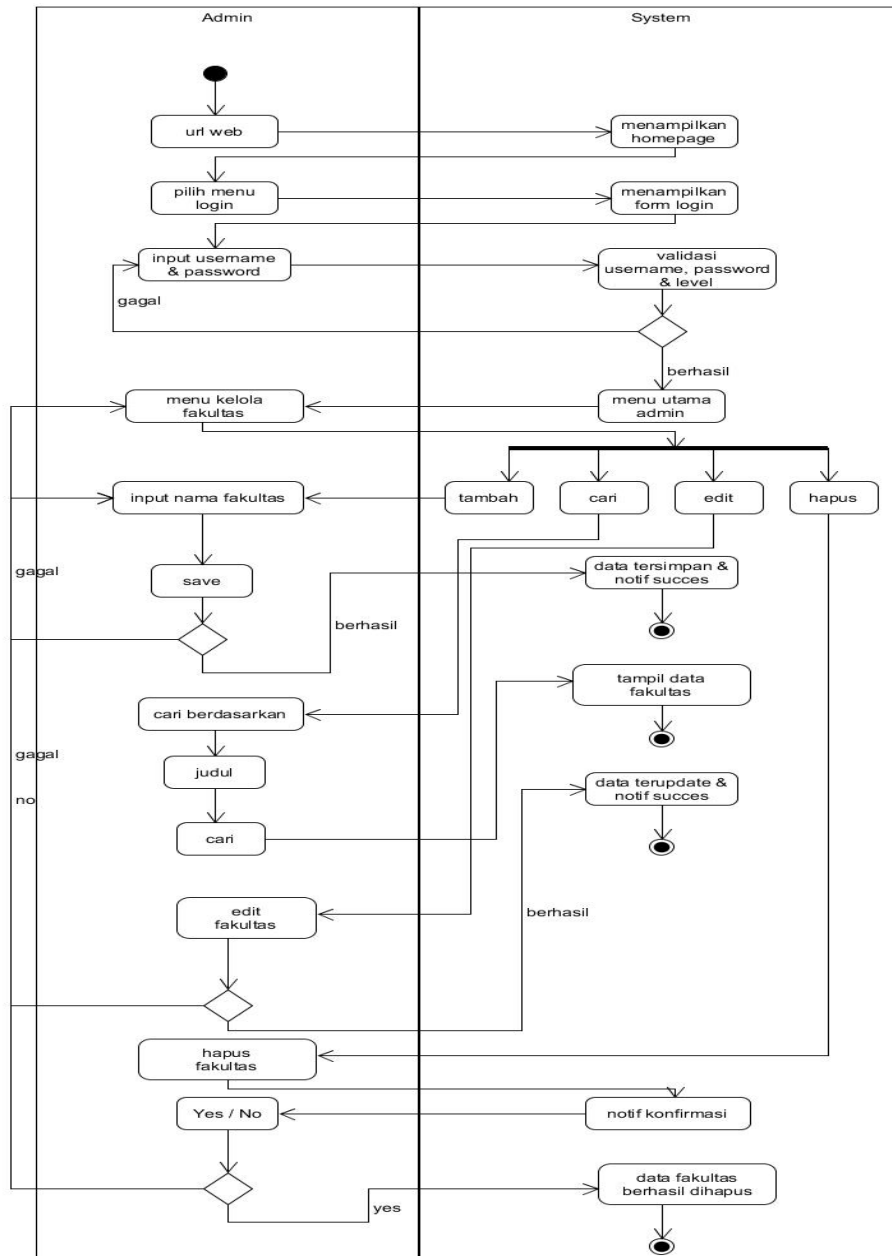 Admin
System
url web
menampilkan
homepage
pilih menu
login
menampilkan
form login
input username
& password
validasi
username, password
& level
gagal
berhasil
menu kelola
fakultas
menu utama
admin
input nama fakultas
tambah
cari
edit
hapus
gagal
save
data tersimpan &
notif succes
berhasil
tampil data
fakultas
cari berdasarkan
gagal
judul
no
data terupdate &
notif succes
cari
edit
fakultas
berhasil
hapus
fakultas
Yes / No
notif konfirmasi
data fakultas
berhasil dihapus
yes